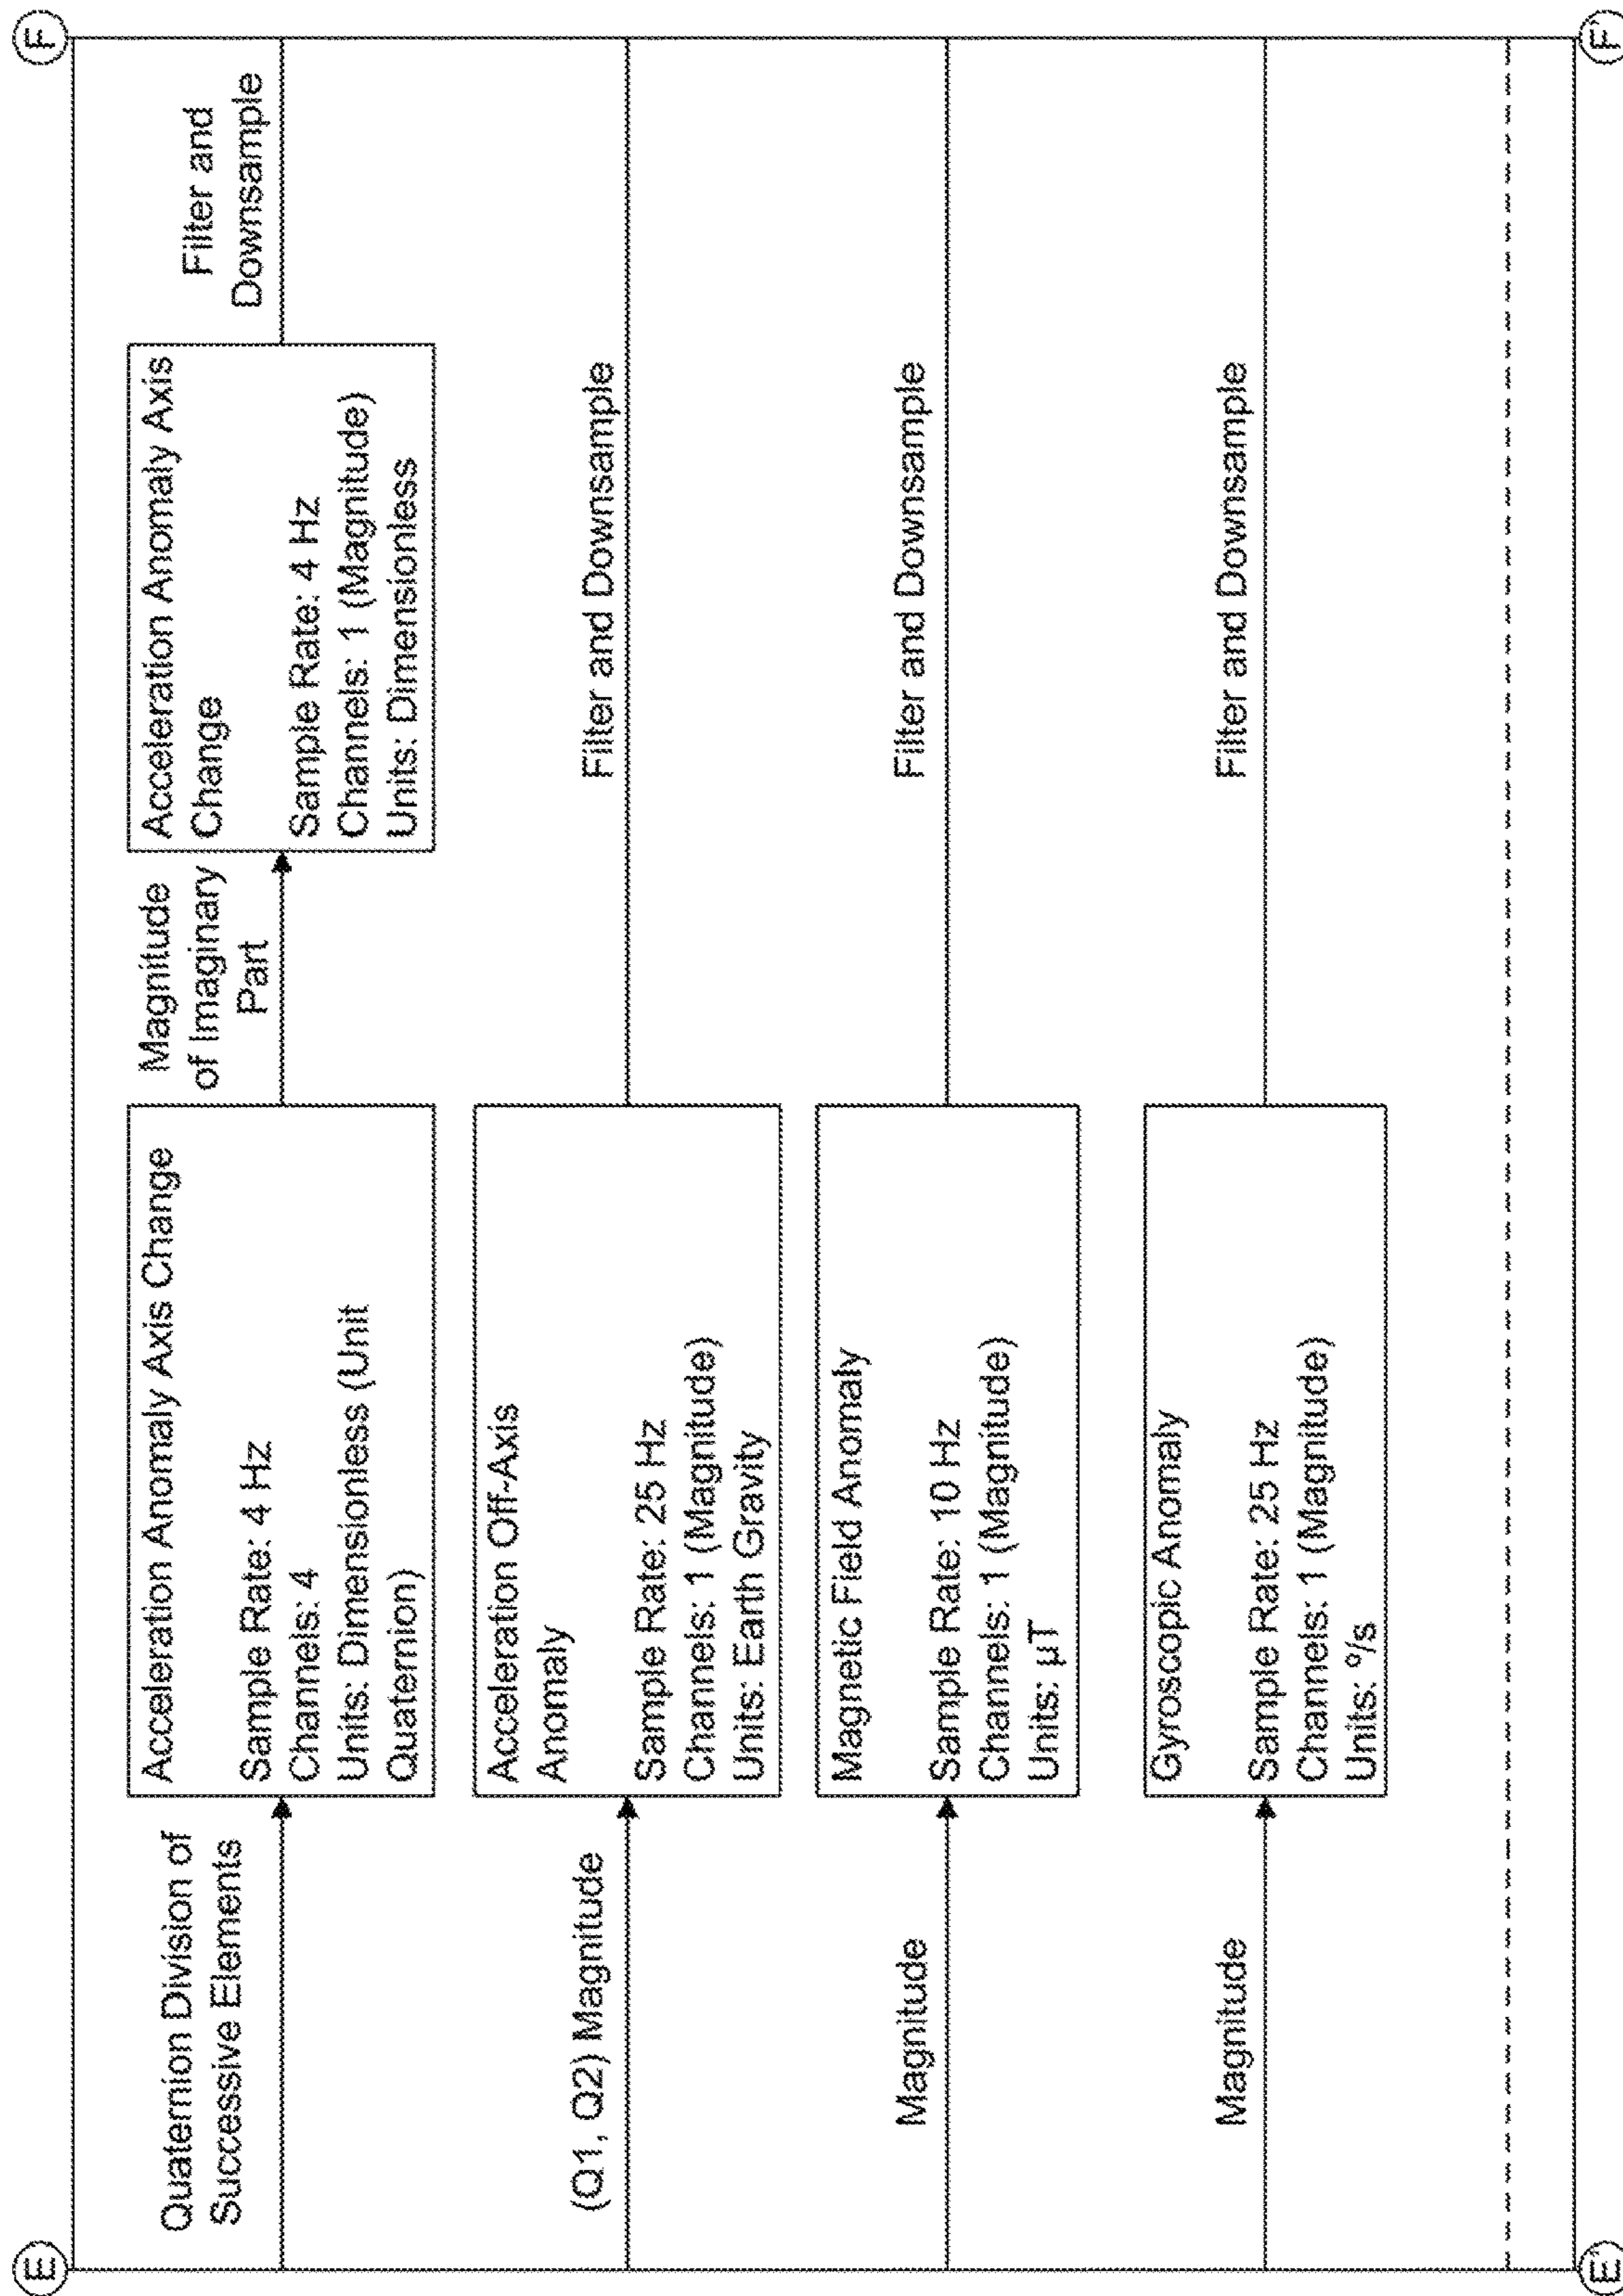 E
F
Quaternion Division of
Successive Elements
Acceleration Anomaly Axis Change
Sample Rate: 4 Hz
Channels: 4
Units: Dimensionless (Unit
Quaternion)
Magnitude
of Imaginary
Part
Acceleration Anomaly Axis
Change
Sample Rate: 4 Hz
Channels: 1 (Magnitude)
Units: Dimensionless
Filter and
Downsample
(Q1, Q2) Magnitude
Acceleration Off-Axis
Anomaly
Sample Rate: 25 Hz
Channels: 1 (Magnitude)
Units: Earth Gravity
Filter and Downsample
Magnitude
Magnetic Field Anomaly
Sample Rate: 10 Hz
Channels: 1 (Magnitude)
Units: µT
Filter and Downsample
Magnitude
Gyroscopic Anomaly
Sample Rate: 25 Hz
Channels: 1 (Magnitude)
Units: º/s
Filter and Downsample
E'
F'